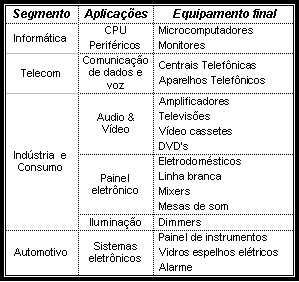 Segmento Aplicações Equipamento final
Informática
CPU
Periféricos
Microcomputadores
Monitores
Telecom
Comunicação
de dados e
voz
Centrais Telefônicas
Aparelhos Telefônicos
Indústria e
Consumo
Audio &
Vídeo
Amplificadores
Televisões
Vídeo cassetes
DVD's
Painel
eletrônico
Eletrodomésticos
Linha branca
Mixers
Mesas de som
Iluminação
Dimmers
Automotivo
Sistemas
eletrônicos
Painel de instrumentos
Vidros espelhos elétricos
Alarme